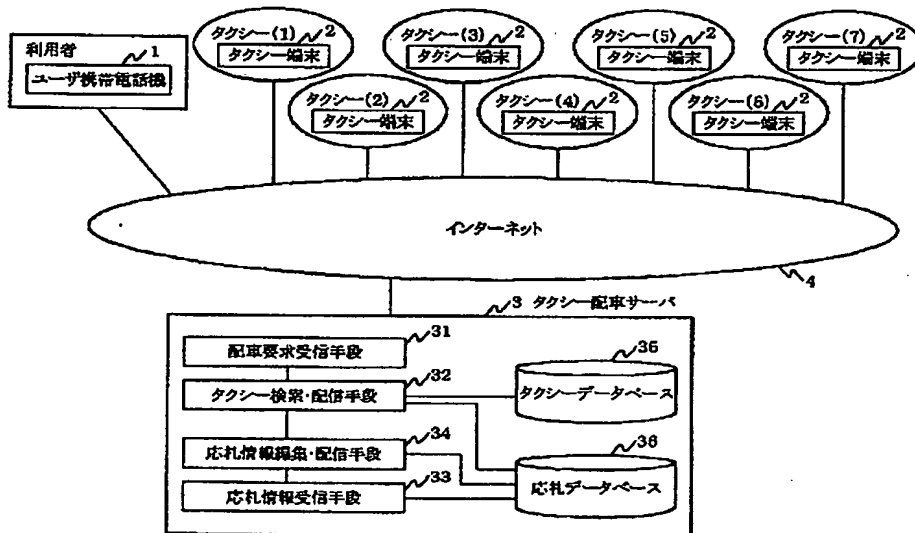 利用者
1
ユーザ携帯電話機
タクシー(1)
2
タクシー端末
タクシー(2)
2
タクシー端末
タクシー(3)
2
タクシー端末
タクシー(4)
2
タクシー端末
タクシー(5)
2
タクシー端末
タクシー(6)
2
タクシー端末
タクシー(7)
2
タクシー端末
インターネット
4
3 タクシー配車サーバ
31
配車要求受信手段
32
タクシー検索・配信手段
34
応札情報編集・配信手段
33
応札情報受信手段
35
タクシーデータベース
36
応札データベース